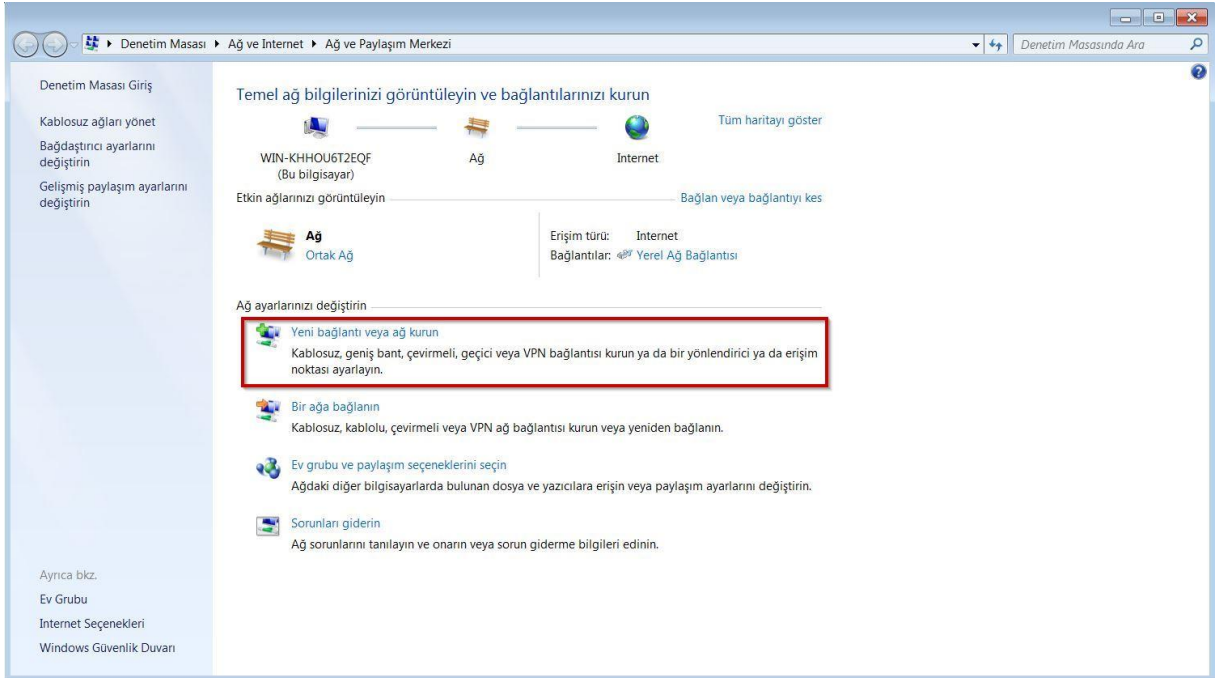 Denetim Masası ▸ Ağ ve Internet ▸ Ağ ve Paylaşım Merkezi
Denetim Masasında Ara
Denetim Masası Giriş
Kablosuz ağları yönet
Bağdaştırıcı ayarlarını
değiştirin
Gelişmiş paylaşım ayarlarını
değiştirin
Temel ağ bilgilerinizi görüntüleyin ve bağlantılarınızı kurun
Tüm haritayı göster
WIN-KHHOU6T2EQF
(Bu bilgisayar)
Ağ
Internet
Etkin ağlarınızı görüntüleyin
Bağlan veya bağlantıyı kes
Ağ
Ortak Ağ
Erişim türü: Internet
Bağlantılar: Yerel Ağ Bağlantısı
Ağ ayarlarınızı değiştirin
Yeni bağlantı veya ağ kurun
Kablosuz, geniş bant, çevirmeli, geçici veya VPN bağlantısı kurun ya da bir yönlendirici ya da erişim
noktası ayarlayın.
Bir ağa bağlanın
Kablosuz, kablolu, çevirmeli veya VPN ağ bağlantısı kurun veya yeniden bağlanın.
Ev grubu ve paylaşım seçeneklerini seçin
Ağdaki diğer bilgisayarlarda bulunan dosya ve yazıcılara erişin veya paylaşım ayarlarını değiştirin.
Sorunları giderin
Ağ sorunlarını tanılayın ve onarın veya sorun giderme bilgileri edinin.
Ayrıca bkz.
Ev Grubu
Internet Seçenekleri
Windows Güvenlik Duvarı